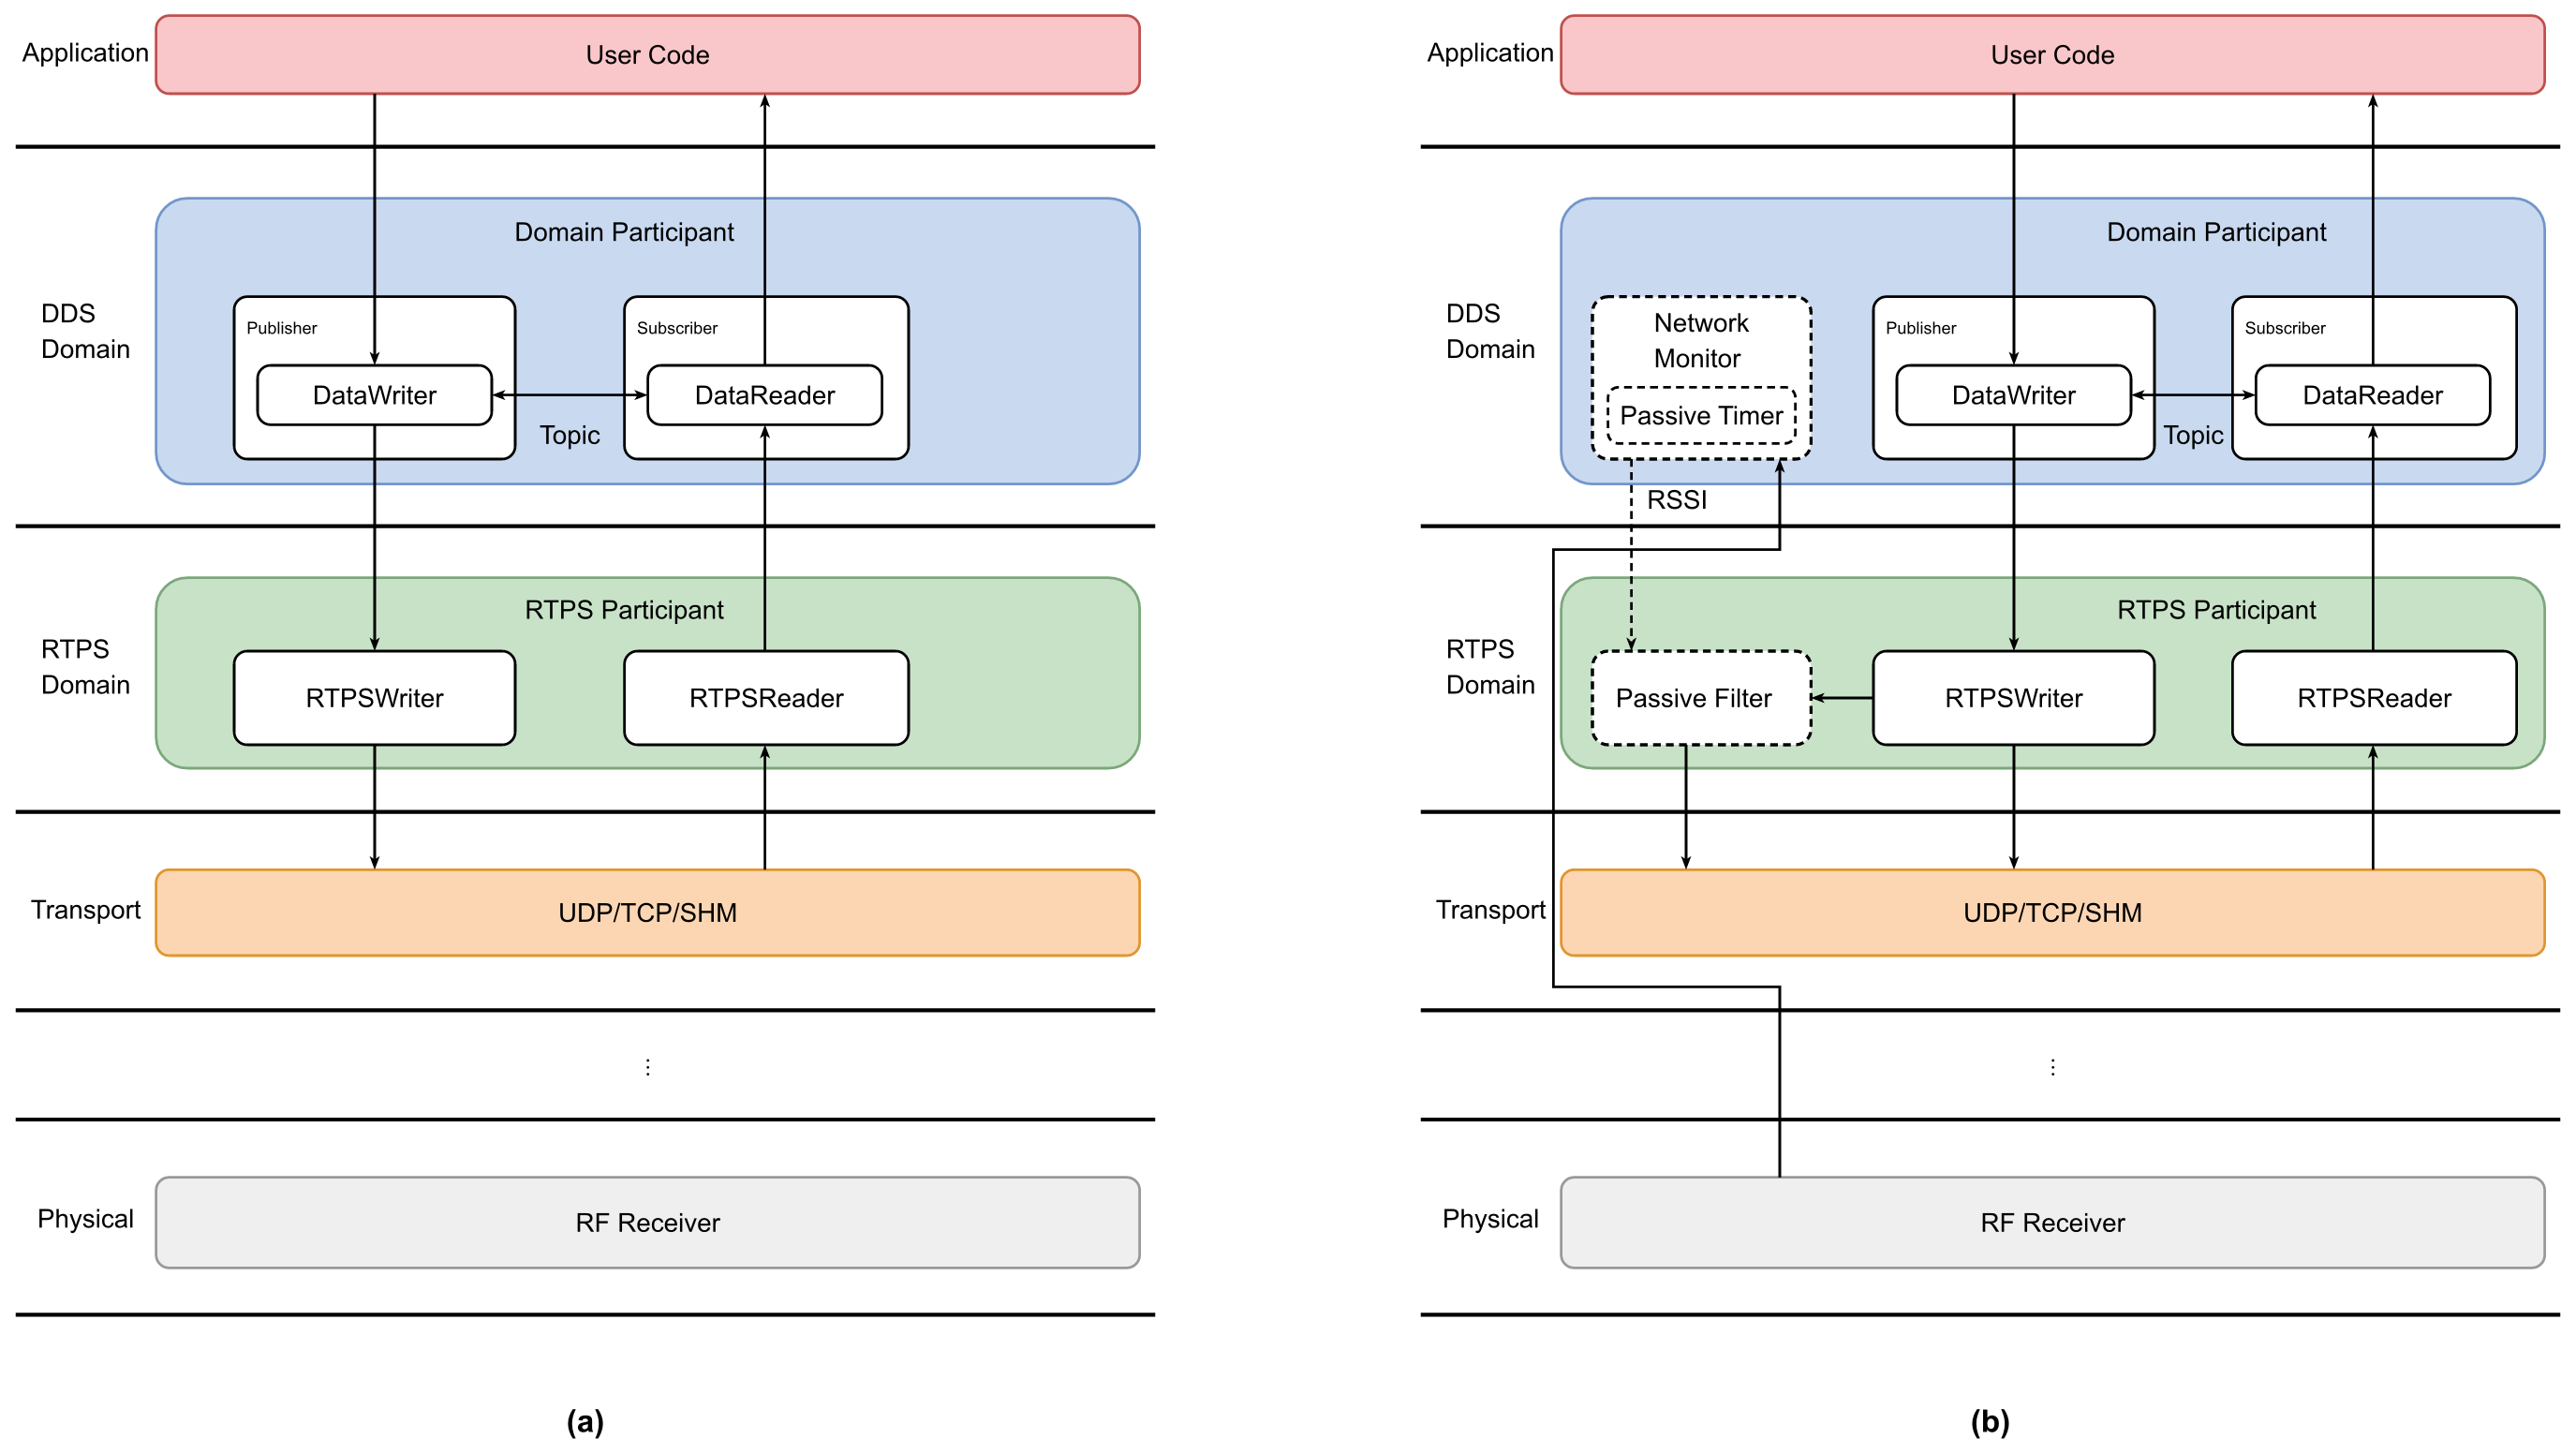 Application
User Code
Domain Participant
DDS
Domain
Publisher
DataWriter
Topic
Subscriber
DataReader
RTPS Participant
RTPS
Domain
RTPSWriter
RTPSReader
Transport
UDP/TCP/SHM
⋮
Physical
RF Receiver
(a)
Application
User Code
Domain Participant
DDS
Domain
Network
Monitor
Passive Timer
Publisher
DataWriter
Topic
Subscriber
DataReader
RSSI
RTPS Participant
RTPS
Domain
Passive Filter
RTPSWriter
RTPSReader
Transport
UDP/TCP/SHM
⋮
Physical
RF Receiver
(b)